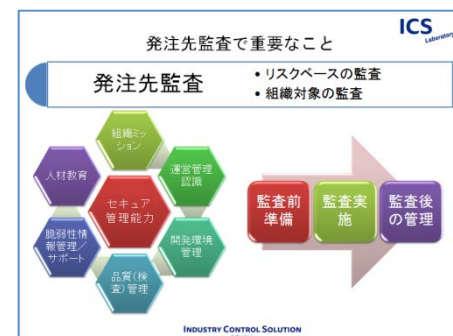 ICS
Laboratory
発注先監査で重要なこと
発注先監査
• リスクベースの監査
• 組織対象の監査
組織ミッ
ション
人材教育
運営管理
認識
セキュア
管理能力
脆弱性情
報管理/
サポート
開発環境
管理
品質(検
査)管理
監査前
準備
監査実
施
監査後
の管理
INDUSTRY CONTROL SOLUTION